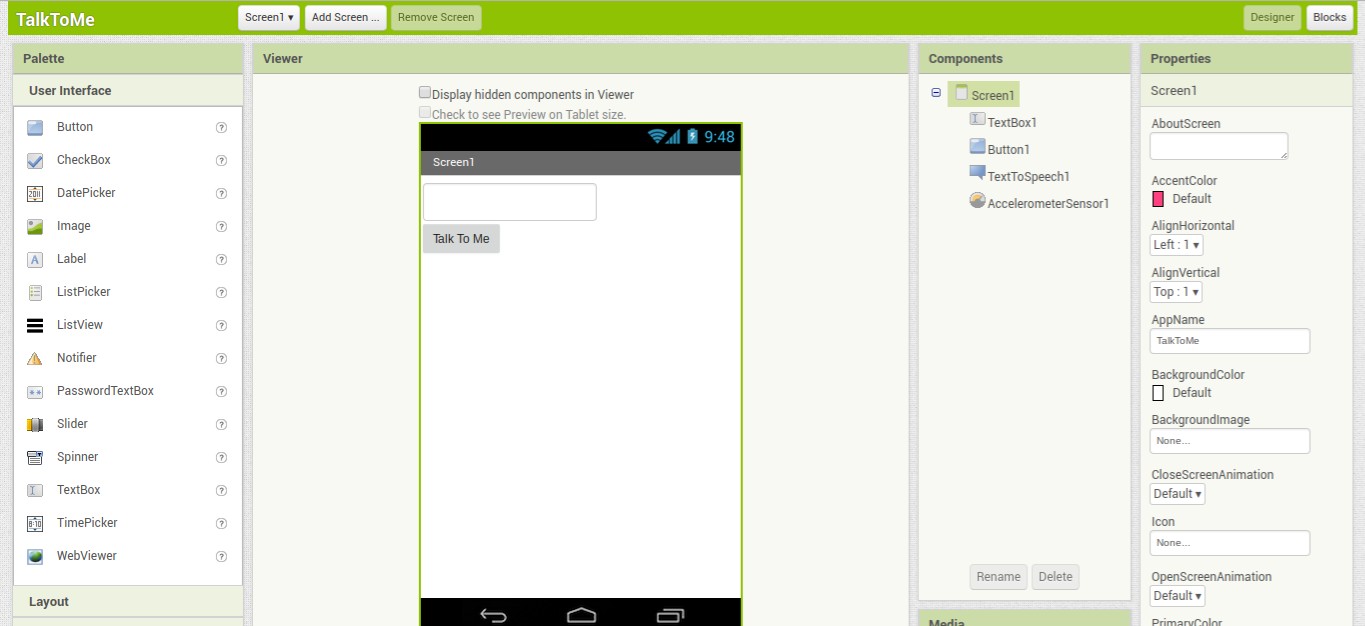 TalkToMe
Screen1 ▾
Add Screen ...
Remove Screen
Designer
Blocks
Palette
User Interface
Button
CheckBox
DatePicker
Image
Label
ListPicker
ListView
Notifier
PasswordTextBox
Slider
Spinner
TextBox
TimePicker
WebViewer
Layout
Viewer
Display hidden components in Viewer
Check to see Preview on Tablet size.
9:48
Screen1
Talk To Me
Components
Screen1
TextBox1
Button1
TextToSpeech1
AccelerometerSensor1
Rename
Delete
Media
Properties
Screen1
AboutScreen
AccentColor
Default
AlignHorizontal
Left : 1 ▾
AlignVertical
Top : 1 ▾
AppName
TalkToMe
BackgroundColor
Default
BackgroundImage
None...
CloseScreenAnimation
Default ▾
Icon
None...
OpenScreenAnimation
Default ▾
PrimaryColor